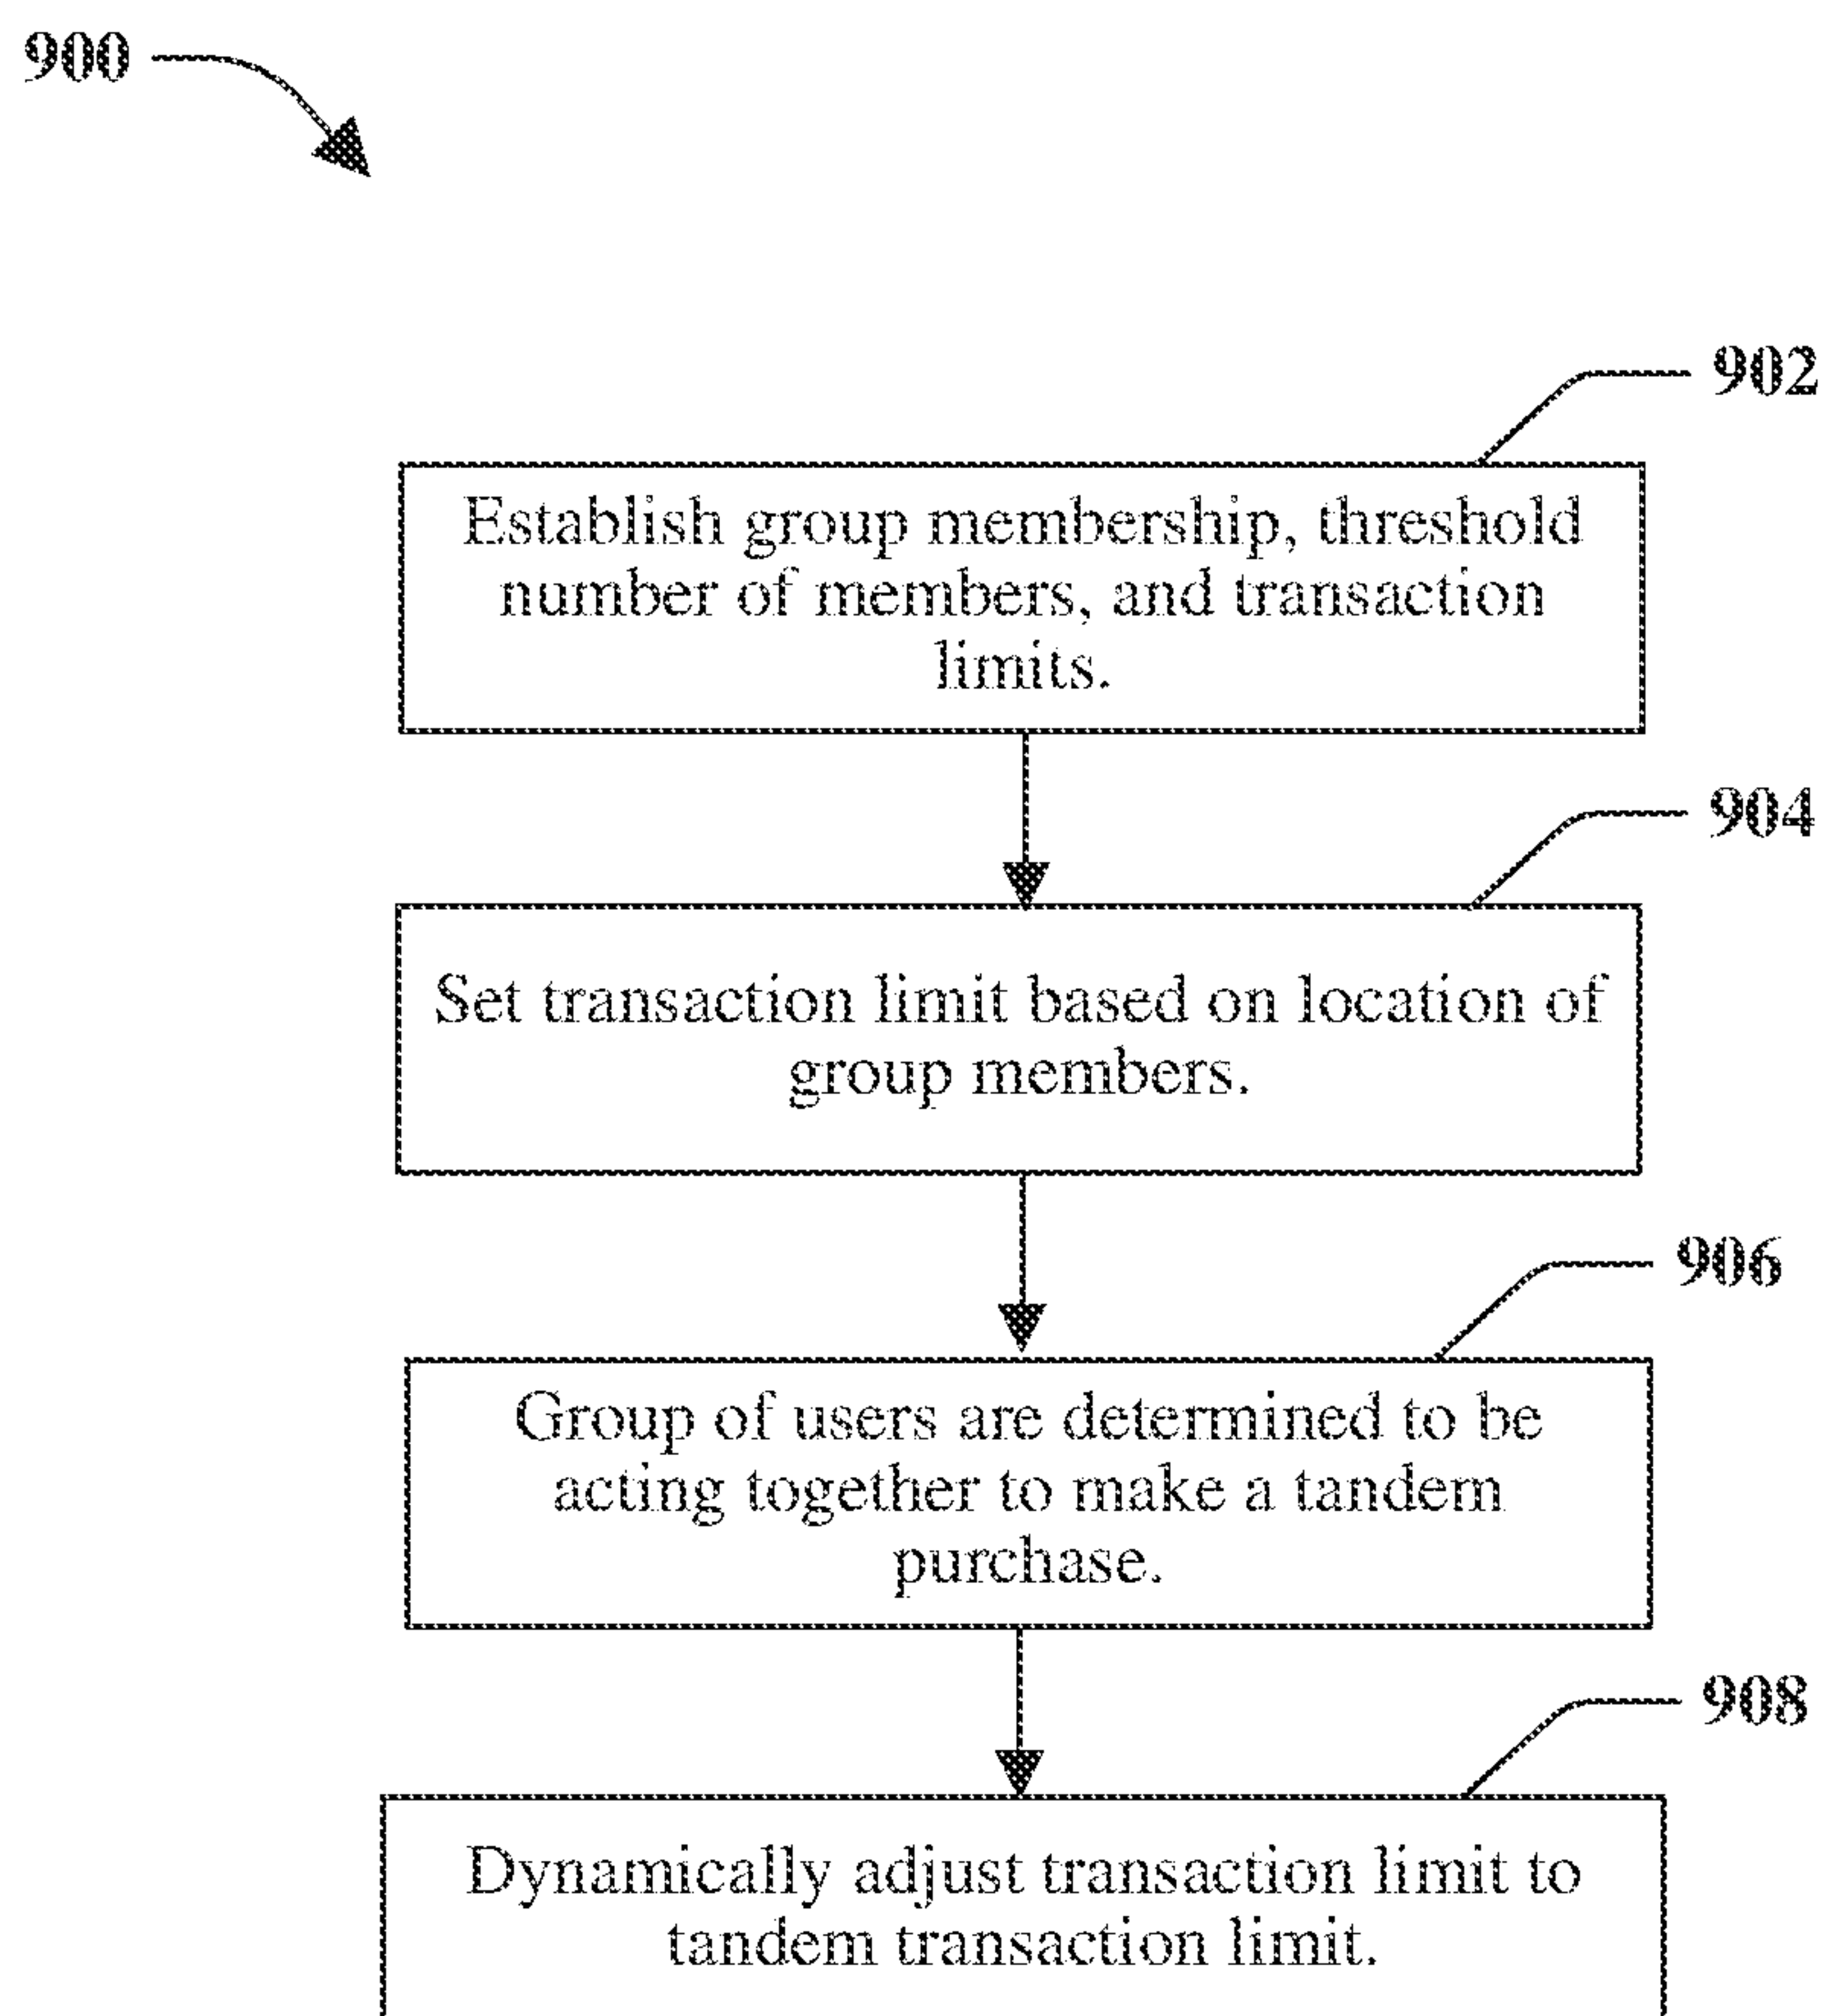 900
902
Establish group membership, threshold
number of members, and transaction
limits.
904
Set transaction limit based on location of
group members.
906
Group of users are determined to be
acting together to make a tandem
purchase.
908
Dynamically adjust transaction limit to
tandem transaction limit.